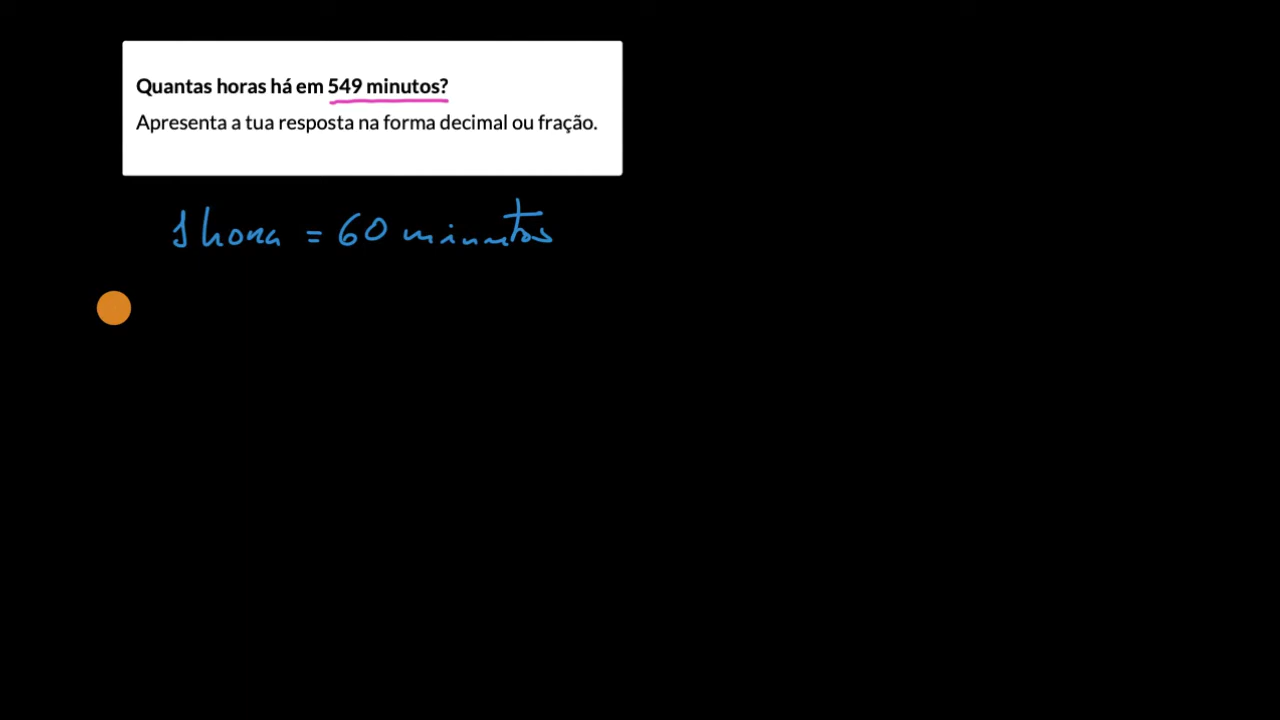 Quantas horas há em 549 minutos?
Apresenta a tua resposta na forma decimal ou fração.
1 hora = 60 minutos